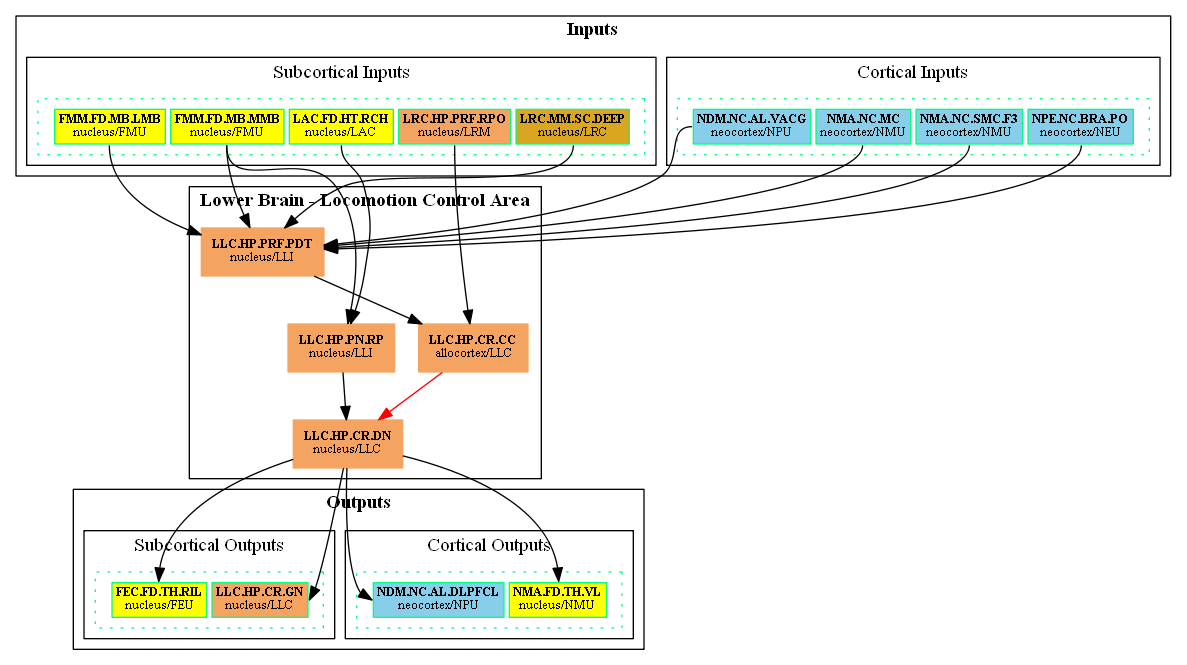 Inputs
Subcortical Inputs
Cortical Inputs
FMM.FD.MB.LMB
nucleus/FMU
FMM.FD.MB.MMB
nucleus/FMU
LAC.FD.HT.RCH
nucleus/LAC
LRC.HP.PRF.RPO
nucleus/LRM
LRC.MM.SC.DEEP
nucleus/LRC
NDM.NC.AL.VACG
neocortex/NPU
NMA.NC.MC
neocortex/NMU
NMA.NC.SMC.F3
neocortex/NMU
NPE.NC.BRA.PO
neocortex/NEU
Lower Brain - Locomotion Control Area
LLC.HP.PRF.PDT
nucleus/LLI
LLC.HP.PN.RP
nucleus/LLI
LLC.HP.CR.CC
allocortex/LLC
LLC.HP.CR.DN
nucleus/LLC
Outputs
Subcortical Outputs
Cortical Outputs
FEC.FD.TH.RIL
nucleus/FEU
LLC.HP.CR.GN
nucleus/LLC
NDM.NC.AL.DLPFCL
neocortex/NPU
NMA.FD.TH.VL
nucleus/NMU